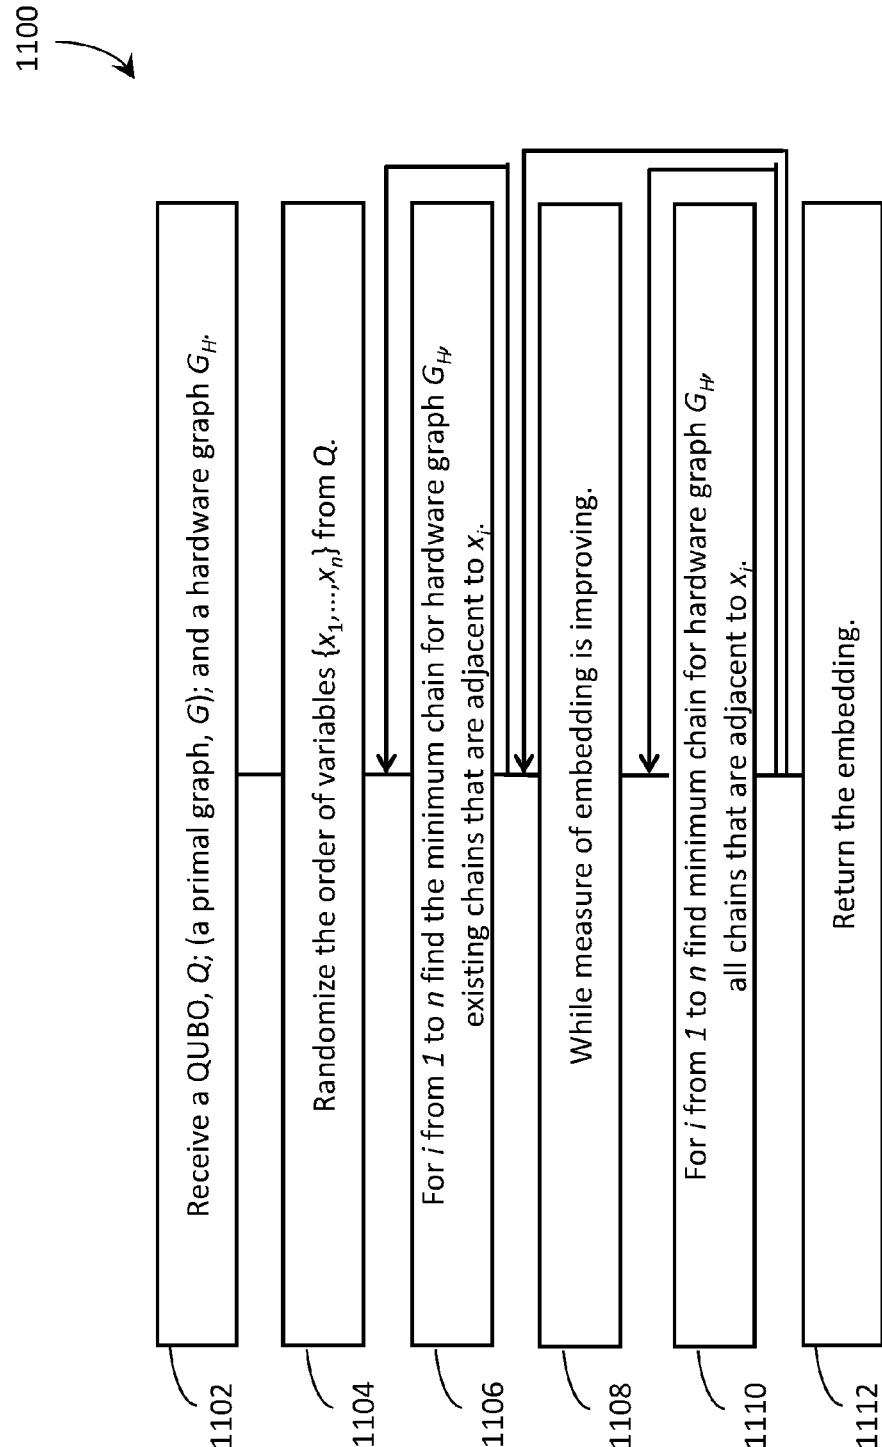 1100
1102
Receive a QUBO, Q; (a primal graph, G); and a hardware graph G_H.
1104
Randomize the order of variables {x_1,...,x_n} from Q.
1106
For i from 1 to n find the minimum chain for hardware graph G_H,
existing chains that are adjacent to x_i.
1108
While measure of embedding is improving.
1110
For i from 1 to n find minimum chain for hardware graph G_H,
all chains that are adjacent to x_i.
1112
Return the embedding.